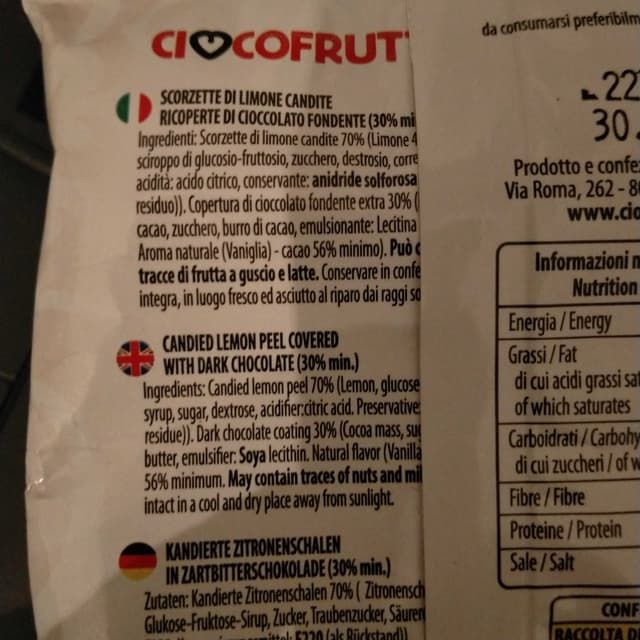 CIOCOFRUT
SCORZETTE DI LIMONE CANDITE
RICOPERTE DI CIOCCOLATO FONDENTE (30% mi
Ingredienti: Scorzette di limone candite 70% (Limone 4
sciroppo di glucosio-fruttosio, zucchero, destrosio, corre
acidità: acido citrico, conservante: anidride solforosa
residuo)). Copertura di cioccolato fondente extra 30% (
cacao, zucchero, burro di cacao, emulsionante: Lecitina
Aroma naturale (Vaniglia) - cacao 56% minimo). Può
tracce di frutta a guscio e latte. Conservare in confe
integra, in luogo fresco ed asciutto al riparo dai raggi so
CANDIED LEMON PEEL COVERED
WITH DARK CHOCOLATE (30% min.)
Ingredients: Candied lemon peel 70% (Lemon, glucose
syrup, sugar, dextrose, acidifier:citric acid. Preservative
residue)). Dark chocolate coating 30% (Cocoa mass, su
butter, emulsifier: Soya lecithin. Natural flavor (Vanilla
56% minimum. May contain traces of nuts and mil
intact in a cool and dry place away from sunlight.
KANDIERTE ZITRONENSCHALEN
IN ZARTBITTERSCHOKOLADE (30% min.)
Zutaten: Kandierte Zitronenschalen 70% ( Zitronensch
Glukose-Fruktose-Sirup, Zucker, Traubenzucker, Säuren
E220 (als Rückstand))
da consumarsi preferibilm
L 22
30.
Prodotto e confe
Via Roma, 262 - 8
www.cio
Informazioni n
Nutrition
Energia / Energy
Grassi / Fat
di cui acidi grassi sat
of which saturates
Carboidrati / Carbohy
di cui zuccheri / of w
Fibre / Fibre
Proteine / Protein
Sale / Salt
CONF
RACCOLTA D